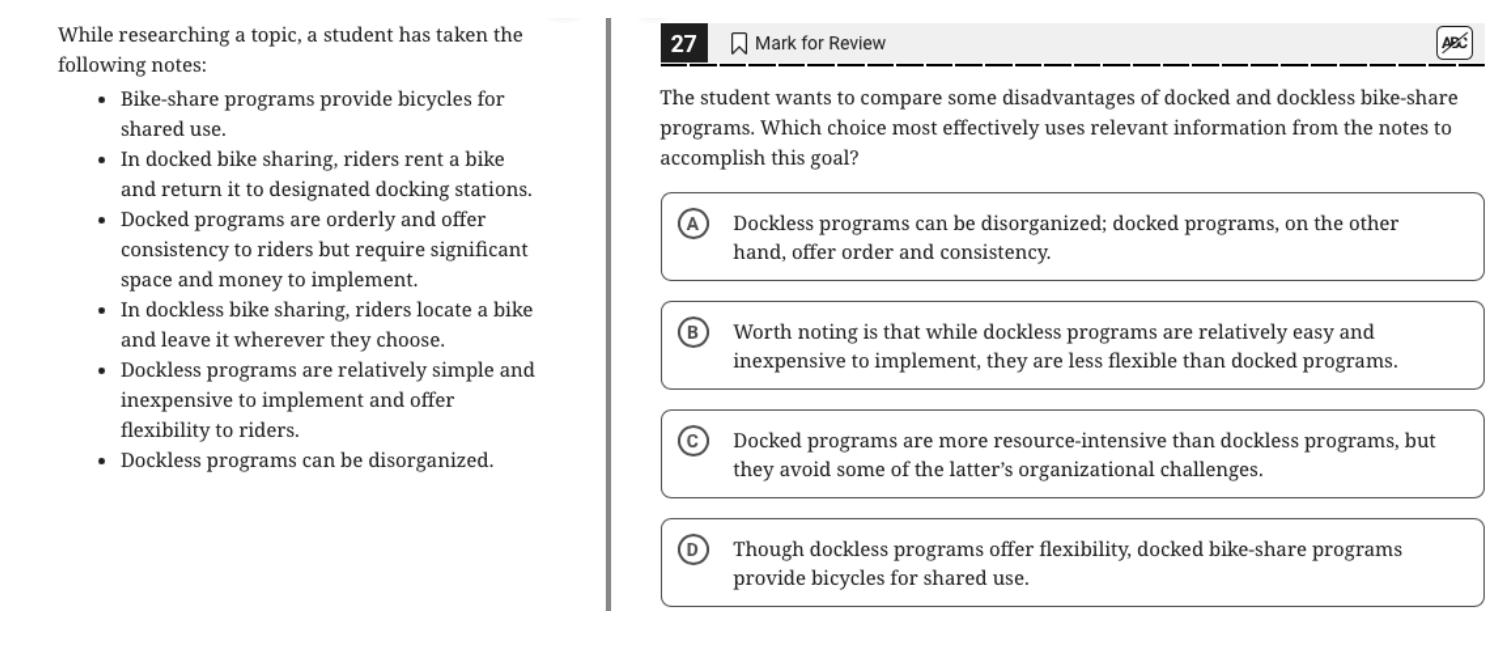 While researching a topic, a student has taken the
following notes:
• Bike-share programs provide bicycles for
shared use.
• In docked bike sharing, riders rent a bike
and return it to designated docking stations.
• Docked programs are orderly and offer
consistency to riders but require significant
space and money to implement.
• In dockless bike sharing, riders locate a bike
and leave it wherever they choose.
• Dockless programs are relatively simple and
inexpensive to implement and offer
flexibility to riders.
• Dockless programs can be disorganized.
27 Mark for Review ABC
The student wants to compare some disadvantages of docked and dockless bike-share
programs. Which choice most effectively uses relevant information from the notes to
accomplish this goal?
A Dockless programs can be disorganized; docked programs, on the other
hand, offer order and consistency.
B Worth noting is that while dockless programs are relatively easy and
inexpensive to implement, they are less flexible than docked programs.
C Docked programs are more resource-intensive than dockless programs, but
they avoid some of the latter’s organizational challenges.
D Though dockless programs offer flexibility, docked bike-share programs
provide bicycles for shared use.